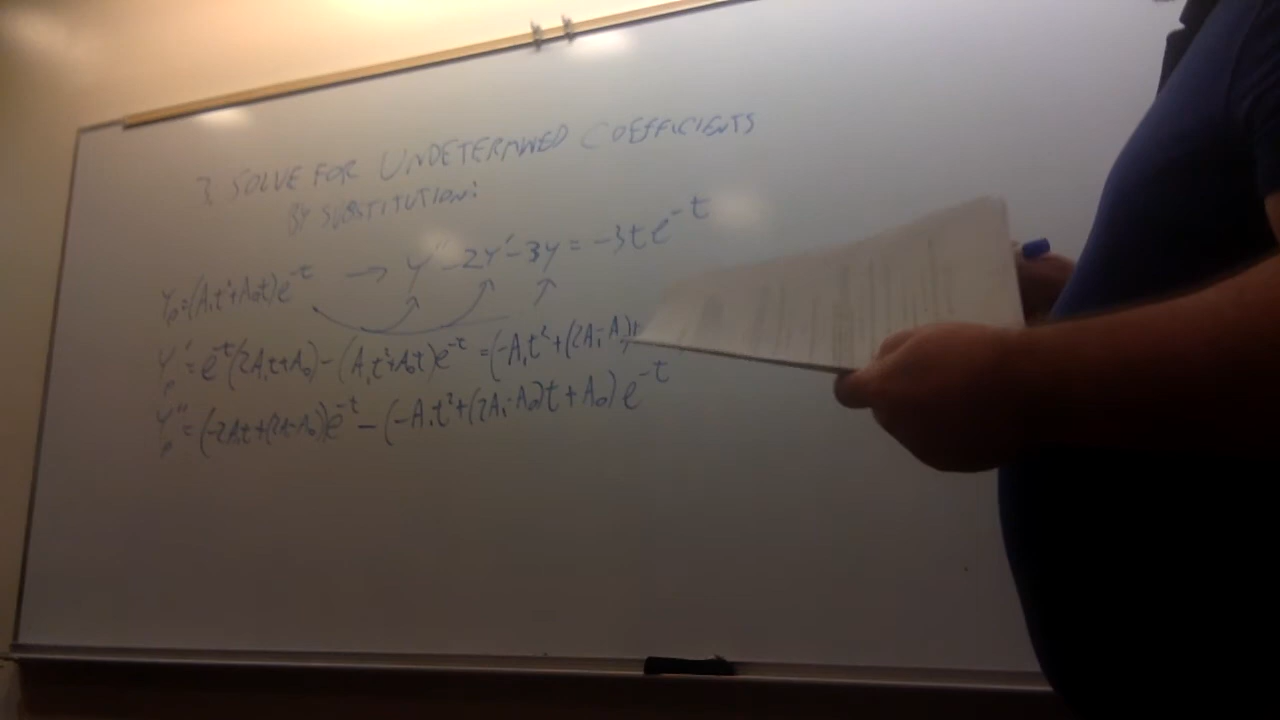 3 SOLVE FOR UNDETERMINED COEFFICIENTS
BY SUBSTITUTION:
Yp=(A₁t²+A₀t)e^-t → y''-2y'-3y = -3te^-t
Yp' = e^-t(2A₁t+A₀)-(A₁t²+A₀t)e^-t =(-A₁t²+(2A₁-A₀)
Yp''=(-2A₁t+(2A₁-A₀))e^-t -(-A₁t²+(2A₁-A₀)t+A₀)e^-t